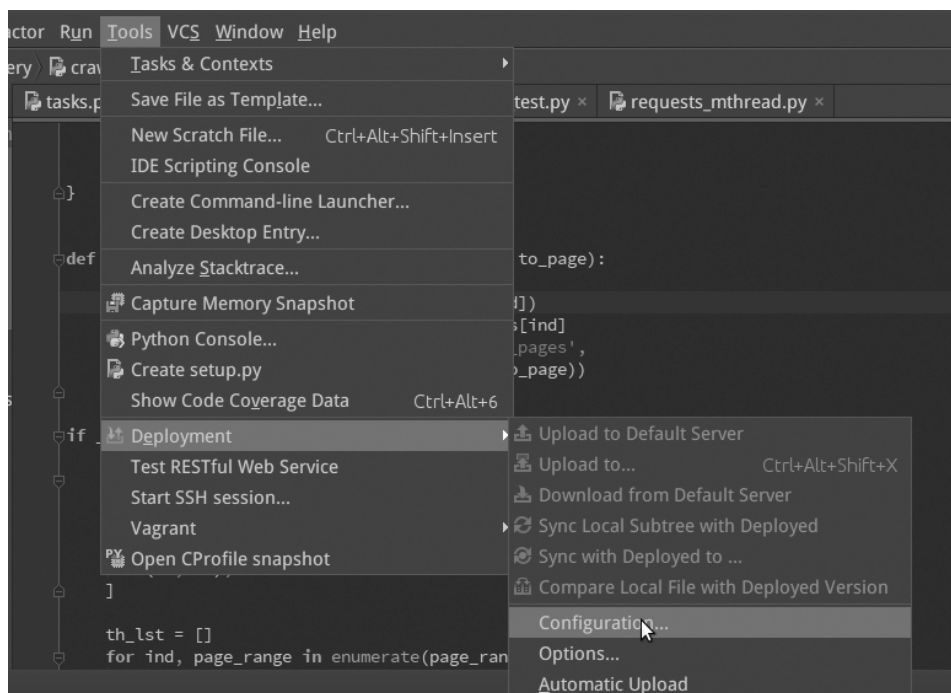 actor Run Tools VCS Window Help
ery craw
Tasks & Contexts
tasks.p
Save File as Template...
test.py × requests_mthread.py ×
New Scratch File... Ctrl+Alt+Shift+Insert
IDE Scripting Console
}
Create Command-line Launcher...
Create Desktop Entry...
def to_page):
Analyze Stacktrace...
Capture Memory Snapshot
d])
s[ind]
Python Console...
_pages',
Create setup.py
o_page))
Show Code Coverage Data Ctrl+Alt+6
s
if _
Deployment
Upload to Default Server
Test RESTful Web Service
Upload to... Ctrl+Alt+Shift+X
Start SSH session...
Download from Default Server
Vagrant
Sync Local Subtree with Deployed
Open CProfile snapshot
Sync with Deployed to ...
]
Compare Local File with Deployed Version
Configuration...
th_lst = []
for ind, page_range in enumerate(page_ran
Options...
Automatic Upload